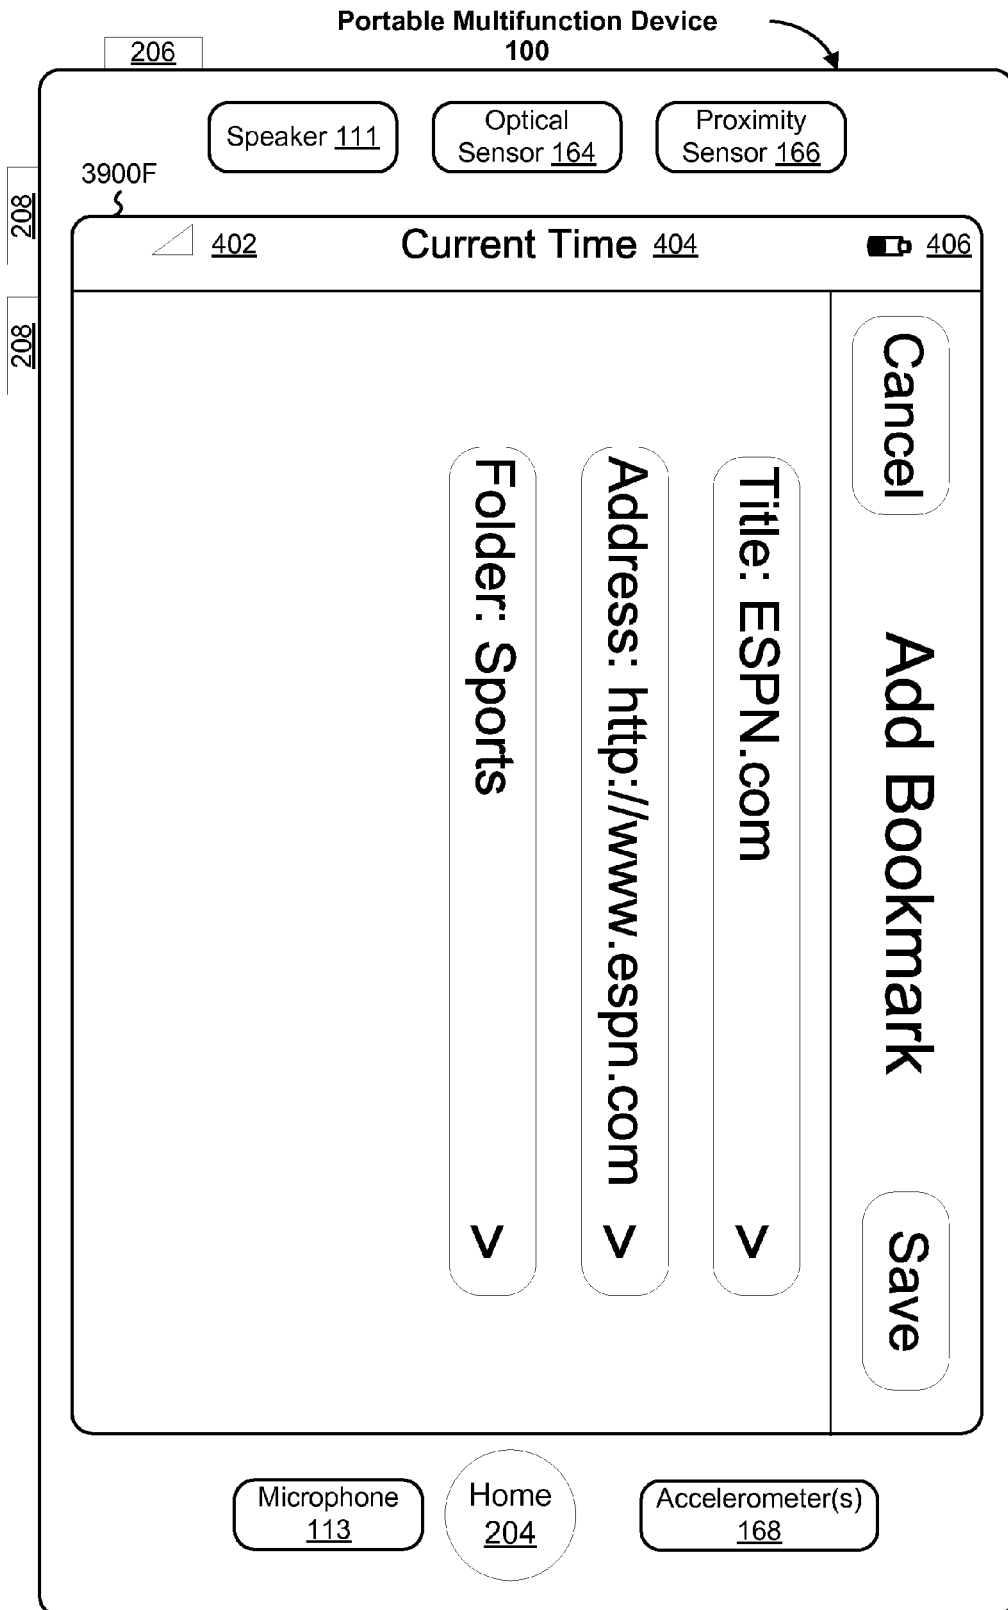 Portable Multifunction Device
100
206
Speaker 111
Optical
Sensor 164
Proximity
Sensor 166
3900F
208
208
402
Current Time 404
406
Cancel
Add Bookmark
Save
Title: ESPN.com >
Address: http://www.espn.com >
Folder: Sports >
Microphone
113
Home
204
Accelerometer(s)
168